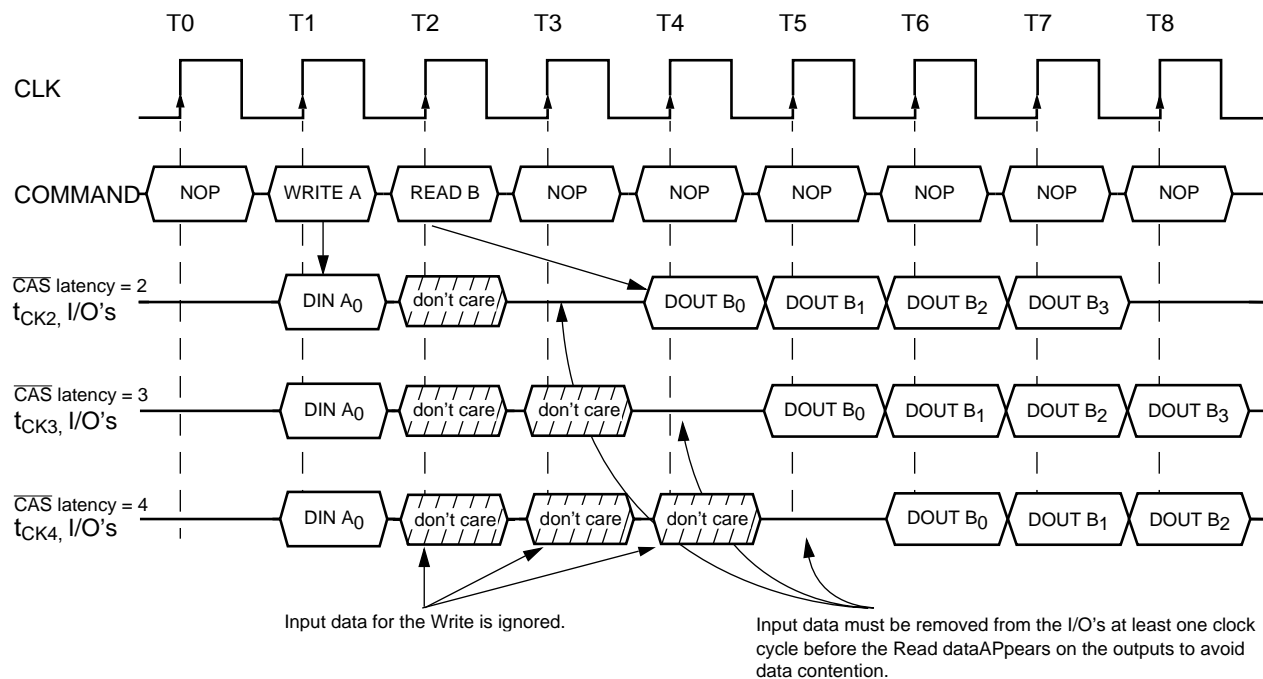 T0 T1 T2 T3 T4 T5 T6 T7 T8
CLK
COMMAND NOP WRITE A READ B NOP NOP NOP NOP NOP NOP
CAS latency = 2
tCK2, I/O's DIN A0 don't care DOUT B0 DOUT B1 DOUT B2 DOUT B3
CAS latency = 3
tCK3, I/O's DIN A0 don't care don't care DOUT B0 DOUT B1 DOUT B2 DOUT B3
CAS latency = 4
tCK4, I/O's DIN A0 don't care don't care don't care DOUT B0 DOUT B1 DOUT B2
Input data for the Write is ignored.
Input data must be removed from the I/O's at least one clock
cycle before the Read dataAPpears on the outputs to avoid
data contention.